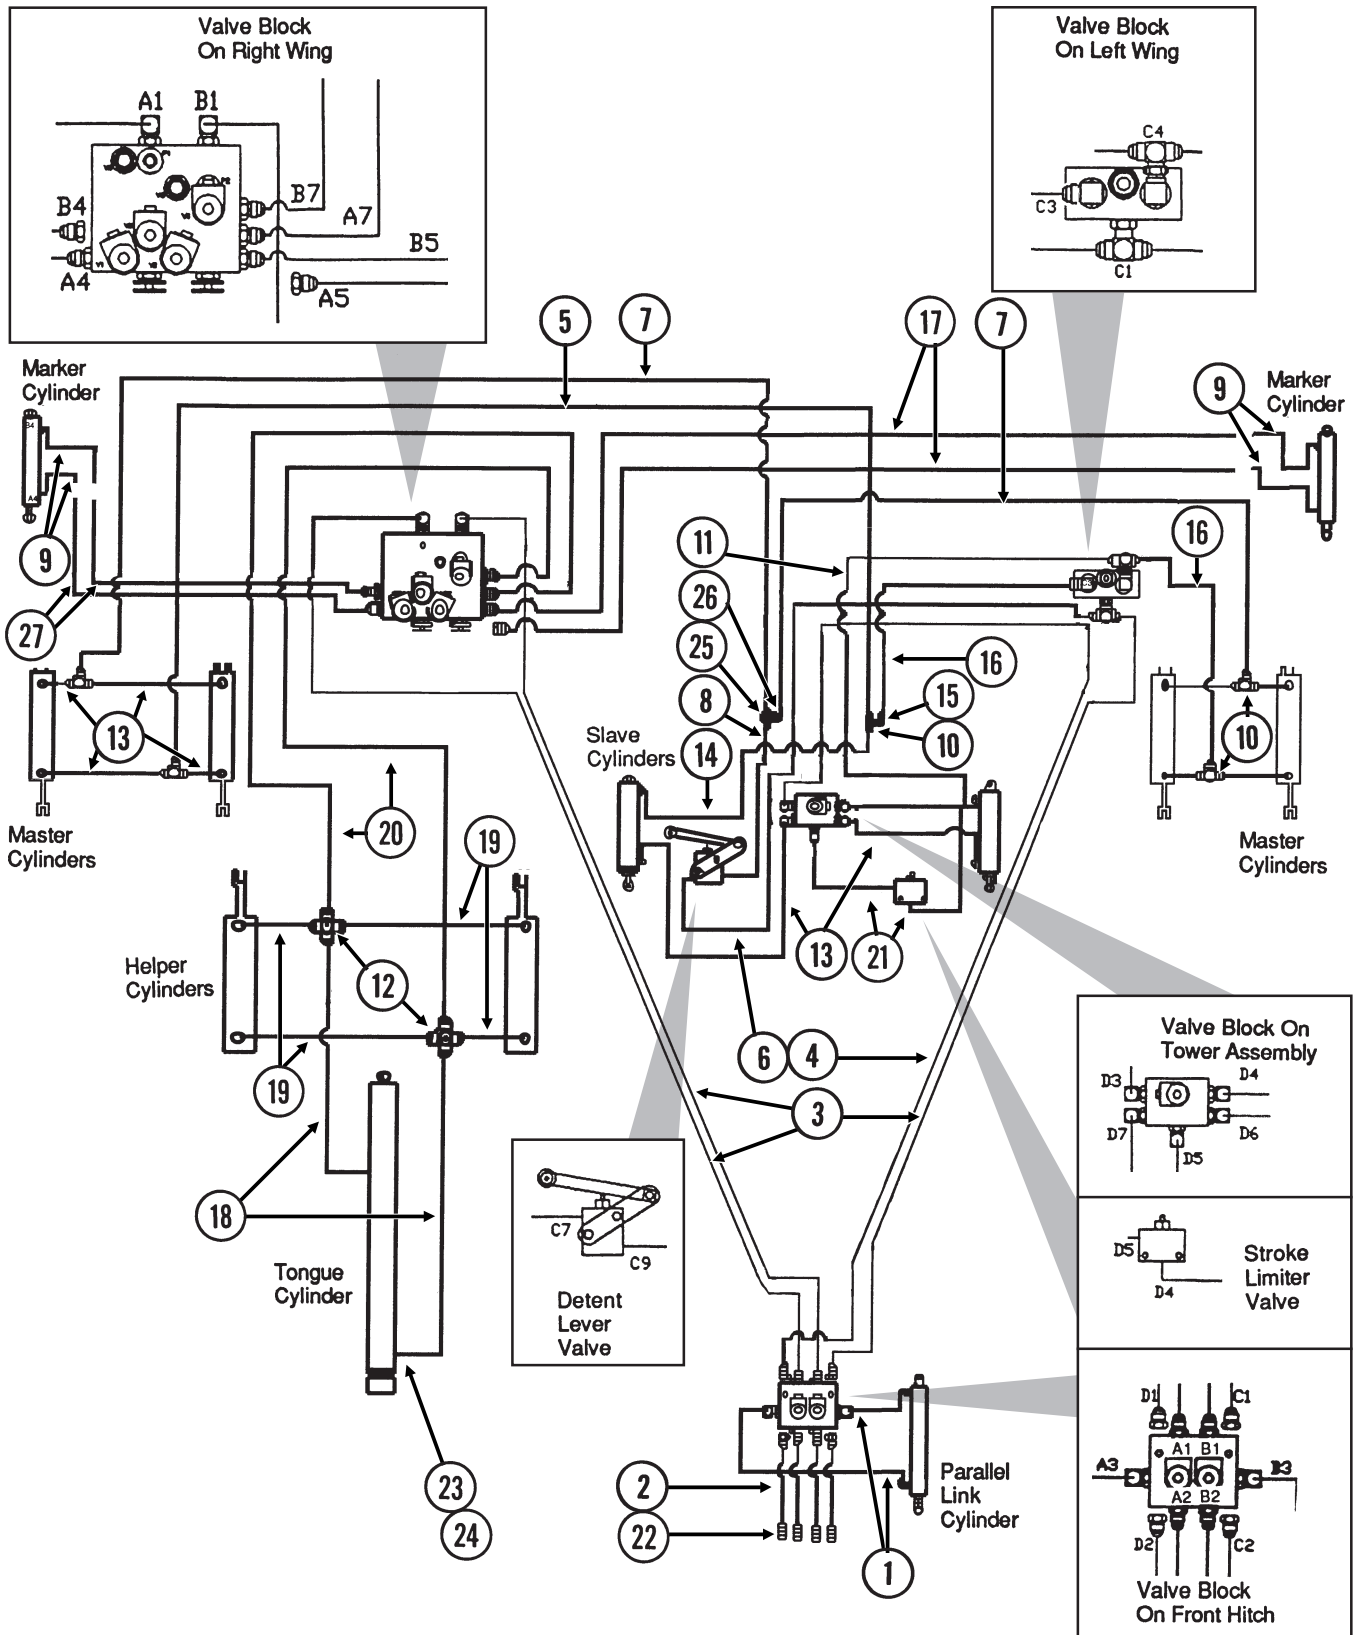 Valve Block
On Right Wing
A1
B1
B7
A7
B4
A4
B5
A5
Valve Block
On Left Wing
C4
C3
C1
5
7
17
7
Marker
Cylinder
B4
A4
9
9
Marker
Cylinder
27
11
26
25
8
14
16
16
15
10
10
13
Slave
Cylinders
Master
Cylinders
Master
Cylinders
20
19
12
Helper
Cylinders
19
13
21
6
4
3
18
Tongue
Cylinder
Valve Block On
Tower Assembly
D3
D4
D7
D6
D5
C7
C9
Detent
Lever
Valve
D5
D4
Stroke
Limiter
Valve
23
24
2
22
1
Parallel
Link
Cylinder
D1
C1
A1 B1
A3
B3
A2 B2
D2
C2
Valve Block
On Front Hitch